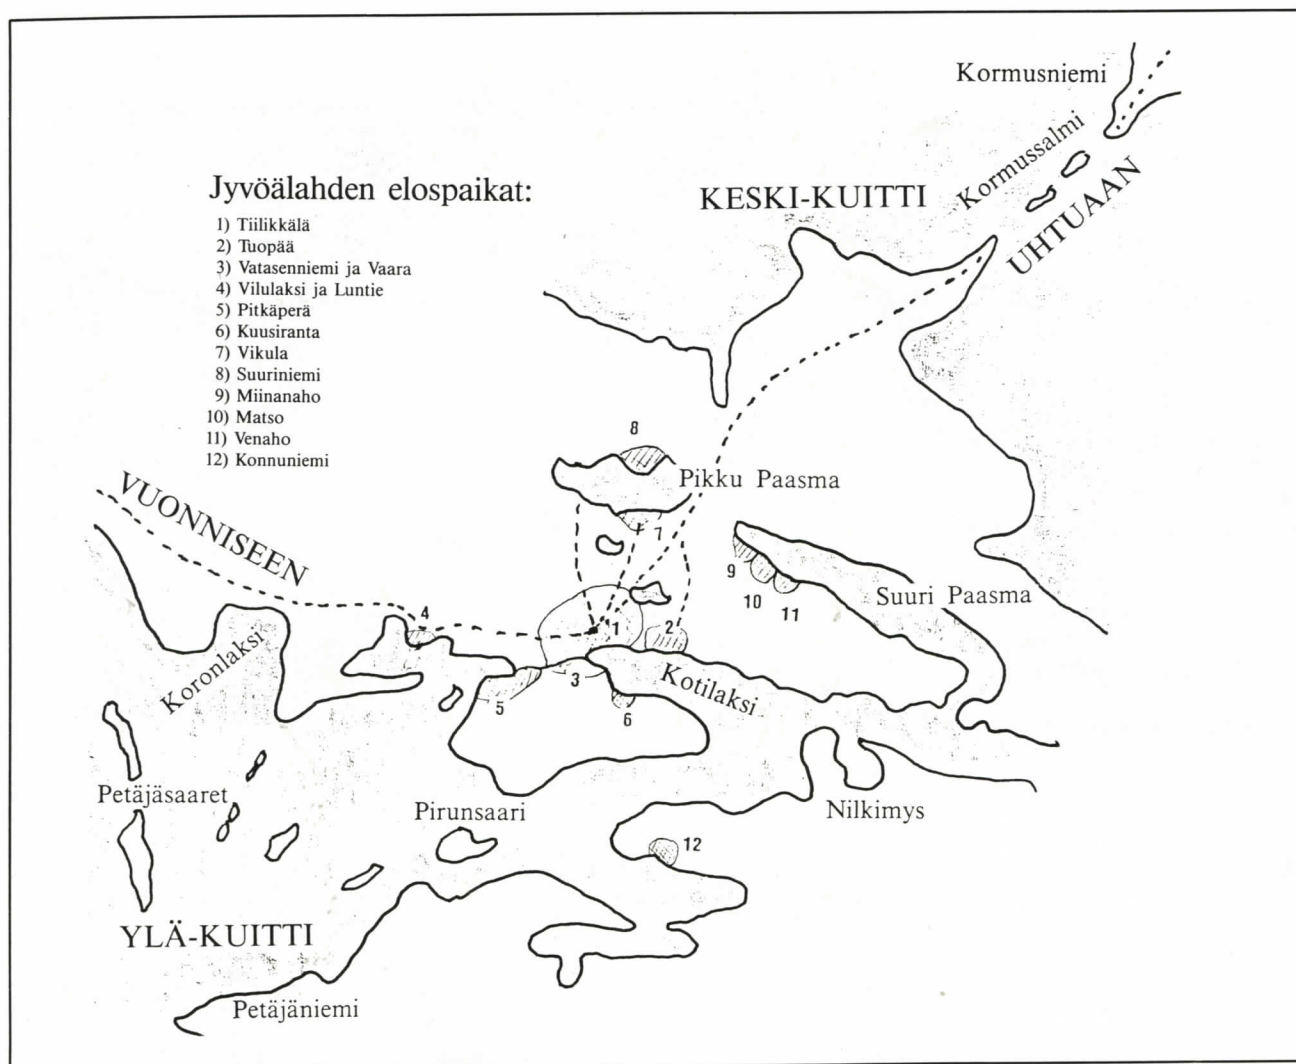 Kormusniemi
Kormussalmi
UHTUAAN
KESKI-KUITTI
Jyvöälahden elospaikat:
1) Tiilikkälä
2) Tuopää
3) Vatasenniemi ja Vaara
4) Vilulaksi ja Luntie
5) Pitkäperä
6) Kuusiranta
7) Vikula
8) Suuriniemi
9) Miinanaho
10) Matso
11) Venaho
12) Konnuniemi
8
Pikku Paasma
VUONNISEEN
7
9
10
11
Suuri Paasma
4
1
2
Koronlaksi
3
Kotilaksi
5
6
Petäjäsaaret
Pirunsaari
Nilkimys
12
YLÄ-KUITTI
Petäjäniemi